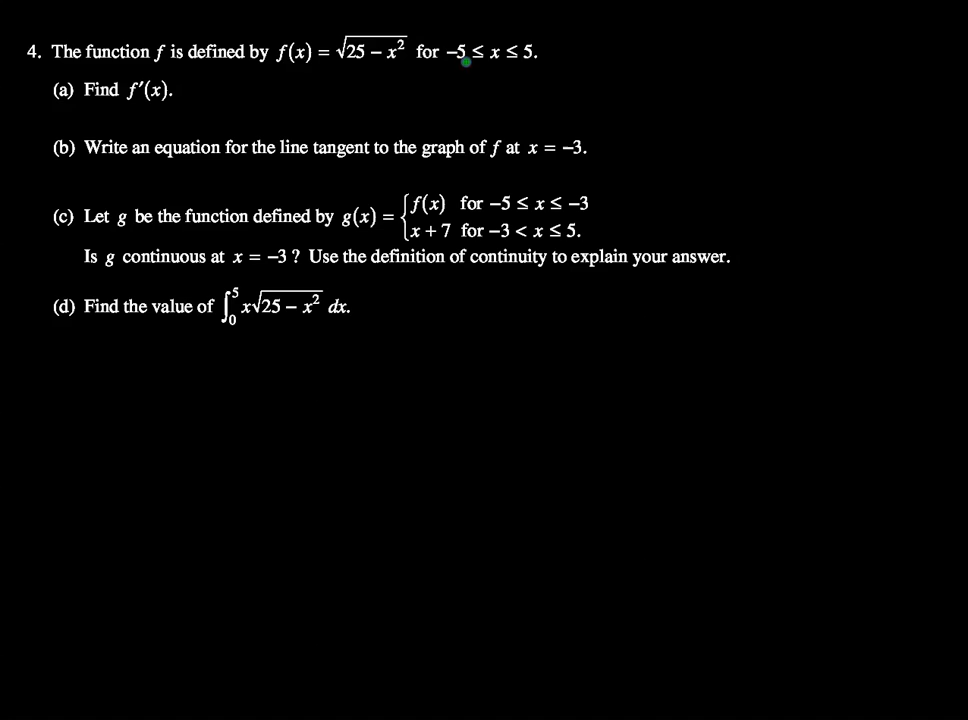 4. The function f is defined by f(x) = √(25 − x²) for −5 ≤ x ≤ 5.
(a) Find f′(x).
(b) Write an equation for the line tangent to the graph of f at x = −3.
(c) Let g be the function defined by g(x) = { f(x) for −5 ≤ x ≤ −3
x + 7 for −3 < x ≤ 5.
Is g continuous at x = −3 ? Use the definition of continuity to explain your answer.
(d) Find the value of ∫₀⁵ x√(25 − x²) dx.